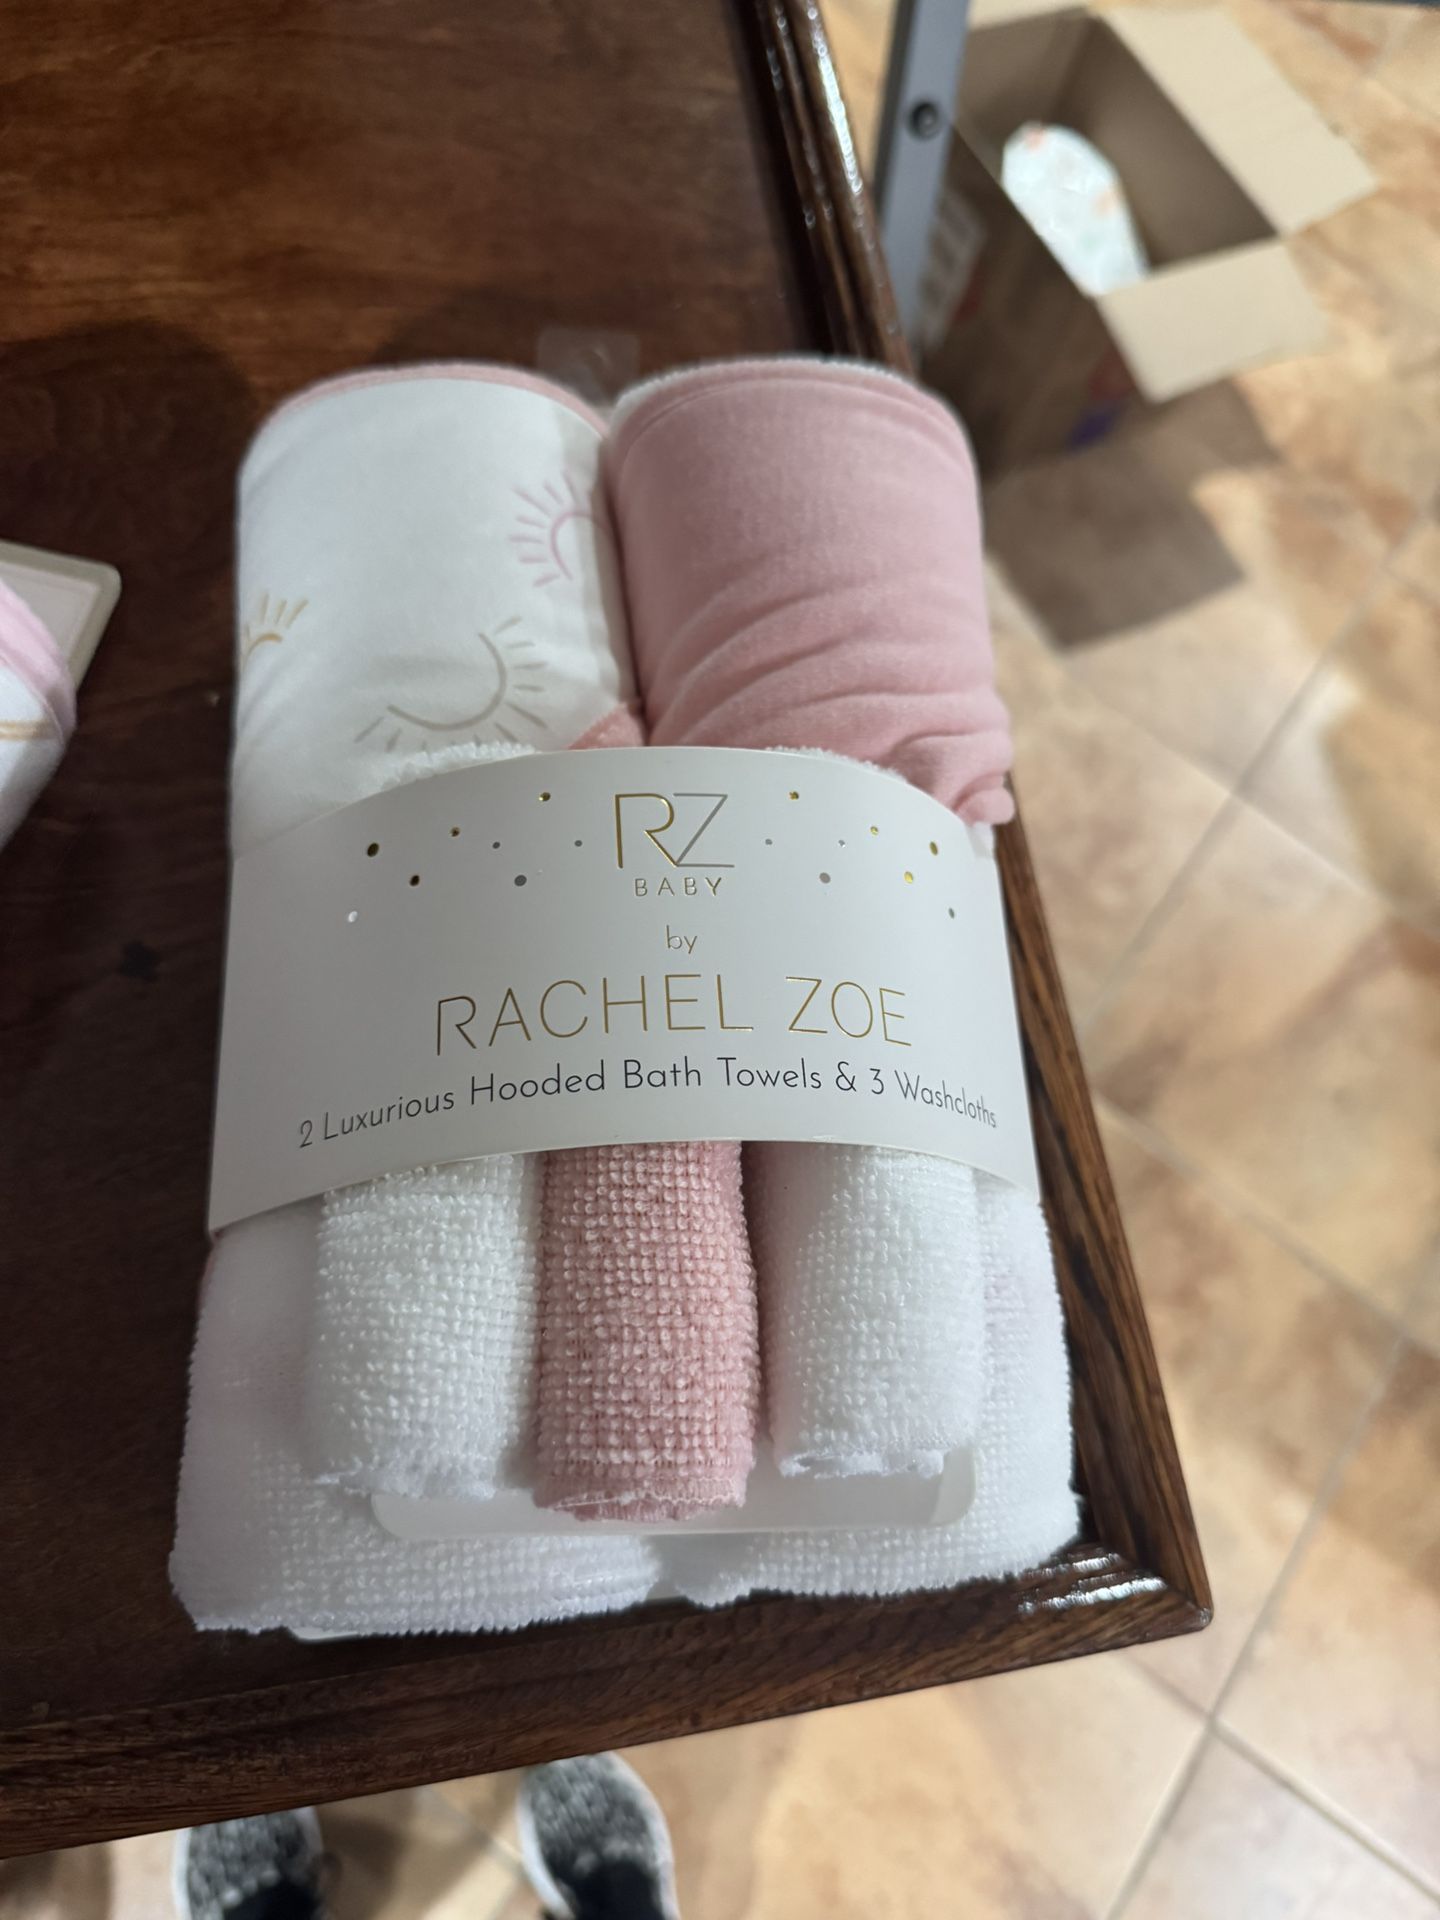 RZ
BABY
by
RACHEL ZOE
2 Luxurious Hooded Bath Towels & 3 Washcloths